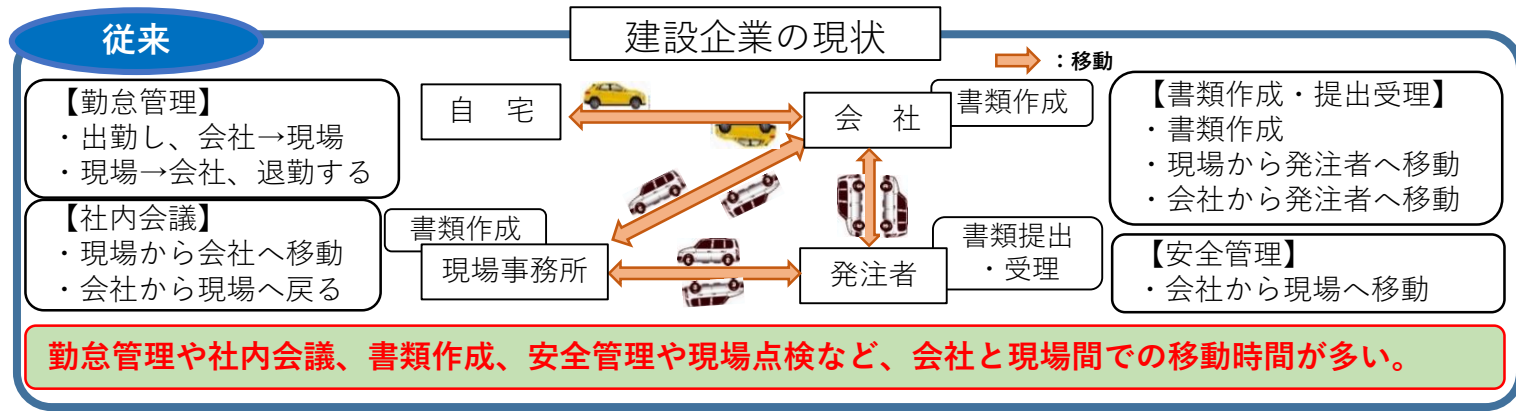 従来
建設企業の現状
：移動
【勤怠管理】
・出勤し、会社→現場
・現場→会社、退勤する
【社内会議】
・現場から会社へ移動
・会社から現場へ戻る
自　宅
会　社
書類作成
書類作成
現場事務所
発注者
書類提出
・受理
【書類作成・提出受理】
・書類作成
・現場から発注者へ移動
・会社から発注者へ移動
【安全管理】
・会社から現場へ移動
勤怠管理や社内会議、書類作成、安全管理や現場点検など、会社と現場間での移動時間が多い。